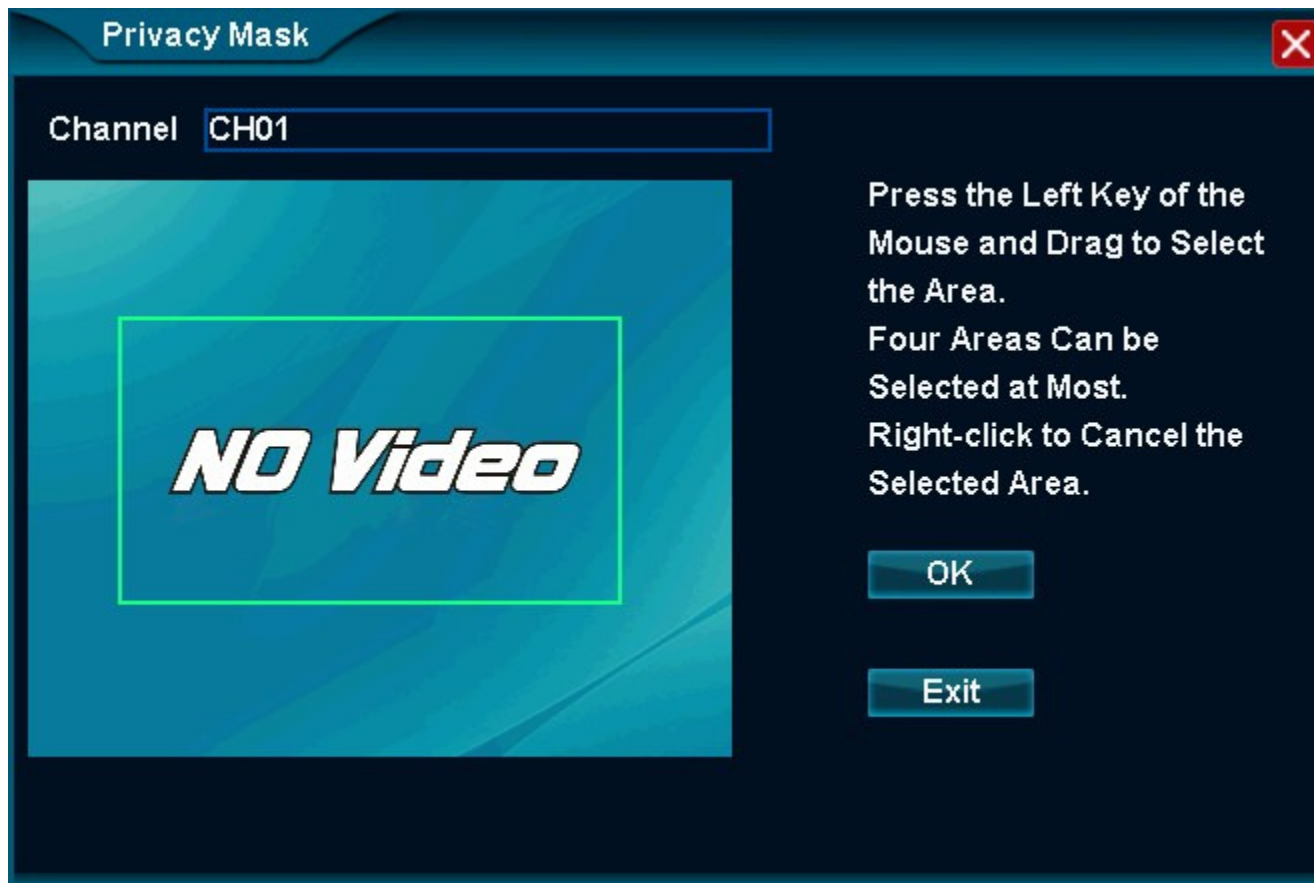 Privacy Mask
Channel CH01
NO Video
Press the Left Key of the
Mouse and Drag to Select
the Area.
Four Areas Can be
Selected at Most.
Right-click to Cancel the
Selected Area.
OK
Exit